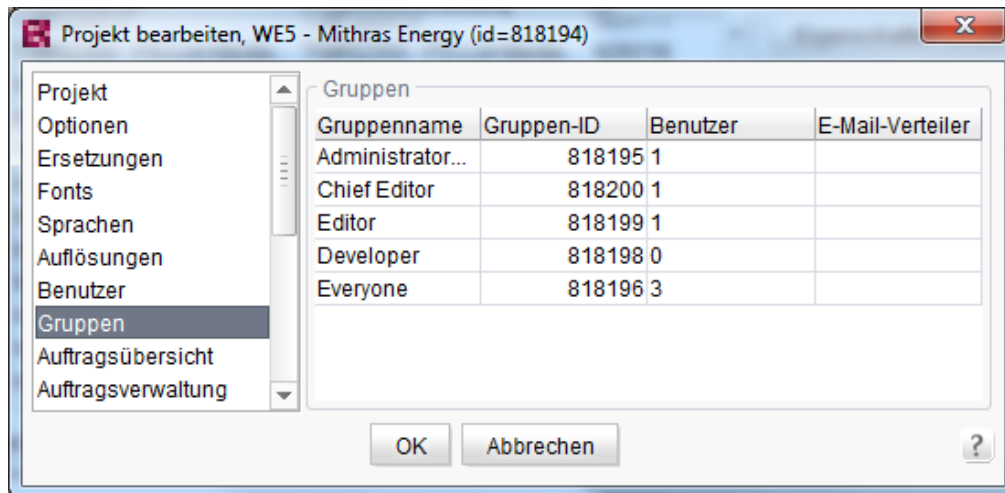 Projekt bearbeiten, WE5 - Mithras Energy (id=818194)
Projekt
Optionen
Ersetzungen
Fonts
Sprachen
Auflösungen
Benutzer
Gruppen
Auftragsübersicht
Auftragsverwaltung
Gruppen
Gruppenname Gruppen-ID Benutzer E-Mail-Verteiler
Administrator... 818195 1
Chief Editor 818200 1
Editor 818199 1
Developer 818198 0
Everyone 818196 3
OK Abbrechen ?